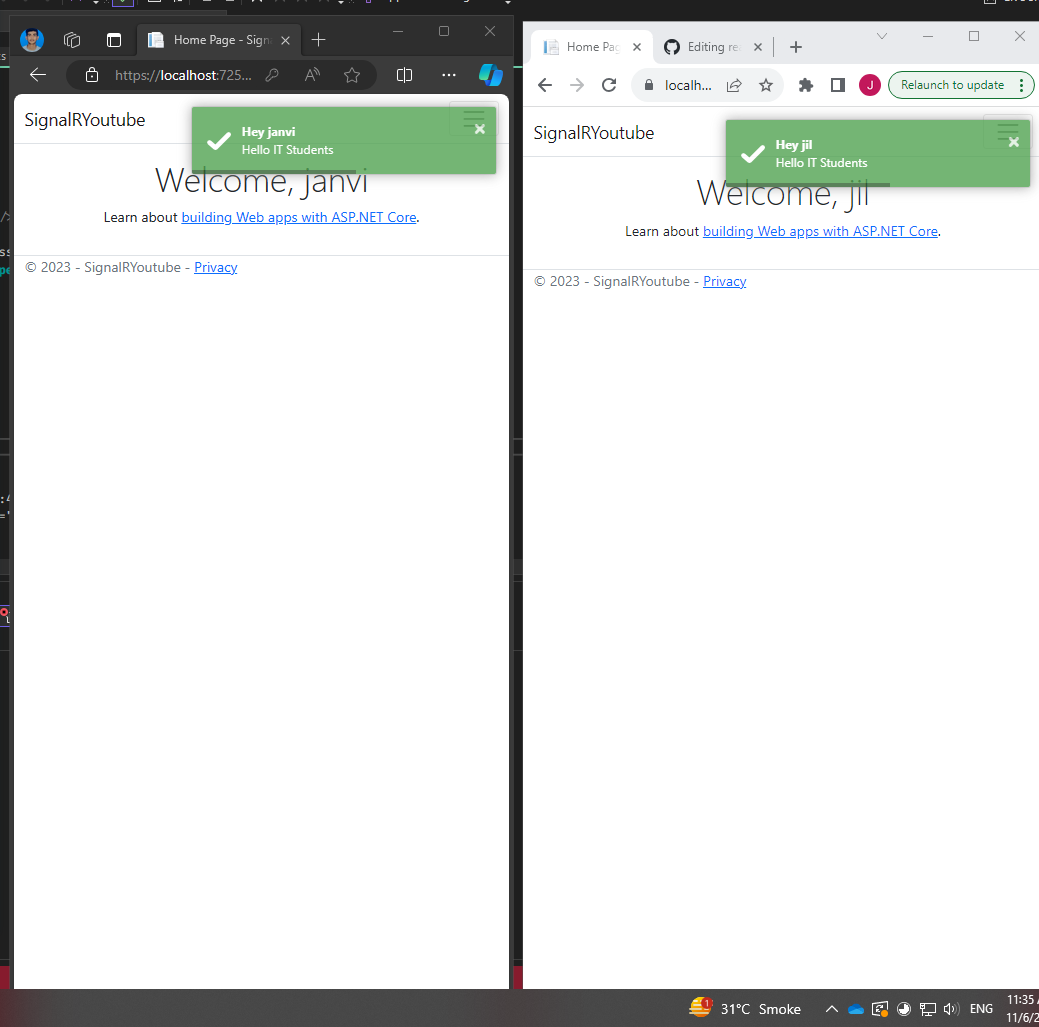 Home Page - Sign
https://localhost:725...
SignalRYoutube
Hey janvi
Hello IT Students
Welcome, janvi
Learn about building Web apps with ASP.NET Core.
© 2023 - SignalRYoutube - Privacy
Home Pag
Editing re
localh...
J
Relaunch to update
SignalRYoutube
Hey jil
Hello IT Students
Welcome, jil
Learn about building Web apps with ASP.NET Core.
© 2023 - SignalRYoutube - Privacy
1
31°C Smoke
ENG
11:35
11/6/2